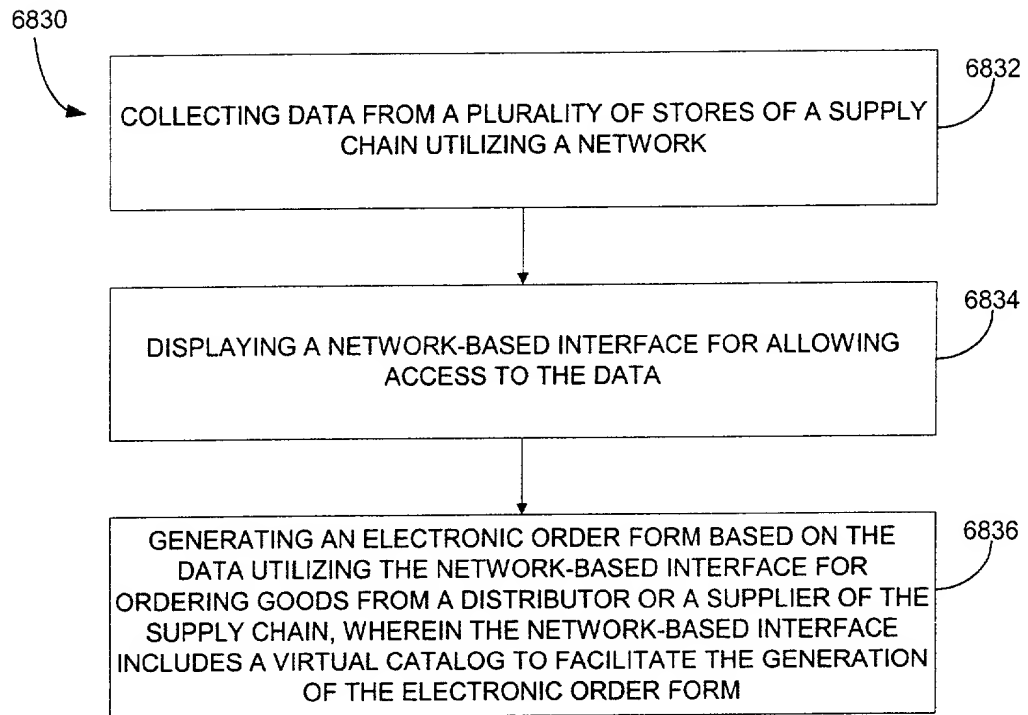 6830
6832
COLLECTING DATA FROM A PLURALITY OF STORES OF A SUPPLY
CHAIN UTILIZING A NETWORK
6834
DISPLAYING A NETWORK-BASED INTERFACE FOR ALLOWING
ACCESS TO THE DATA
6836
GENERATING AN ELECTRONIC ORDER FORM BASED ON THE
DATA UTILIZING THE NETWORK-BASED INTERFACE FOR
ORDERING GOODS FROM A DISTRIBUTOR OR A SUPPLIER OF THE
SUPPLY CHAIN, WHEREIN THE NETWORK-BASED INTERFACE
INCLUDES A VIRTUAL CATALOG TO FACILITATE THE GENERATION
OF THE ELECTRONIC ORDER FORM